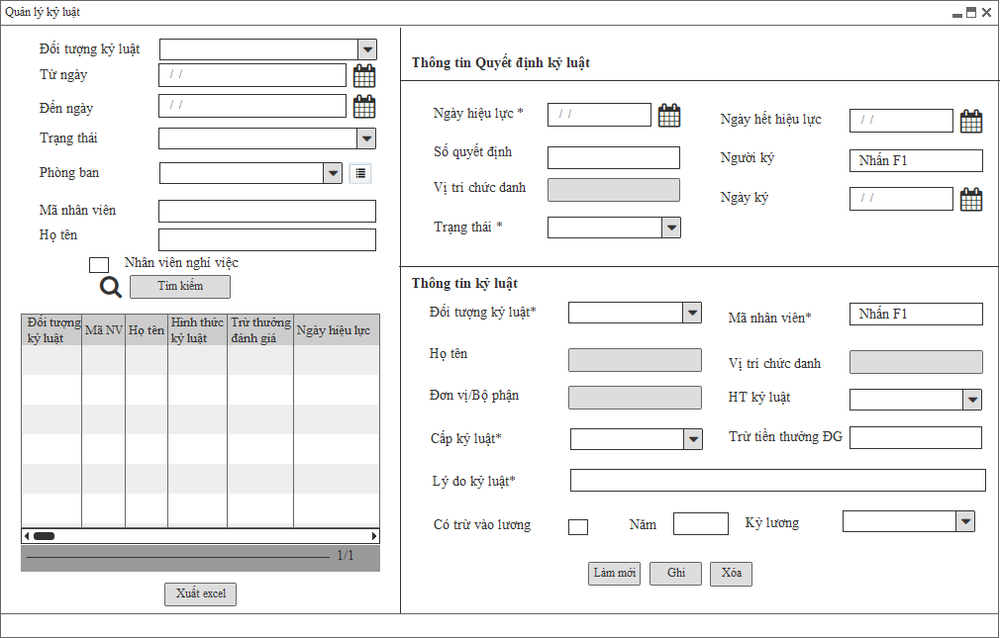 Quản lý kỷ luật
Đối tượng kỷ luật
Từ ngày
/ /
Đến ngày
/ /
Trạng thái
Phòng ban
Mã nhân viên
Họ tên
Nhân viên nghỉ việc
Tìm kiếm
Đối tượng kỷ luật
Mã NV
Họ tên
Hình thức kỷ luật
Trừ thưởng đánh giá
Ngày hiệu lực
1/1
Xuất excel
Thông tin Quyết định kỷ luật
Ngày hiệu lực *
/ /
Ngày hết hiệu lực
/ /
Số quyết định
Người ký
Nhấn F1
Vị trí chức danh
Ngày ký
/ /
Trạng thái *
Thông tin kỷ luật
Đối tượng kỷ luật*
Mã nhân viên*
Nhấn F1
Họ tên
Vị trí chức danh
Đơn vị/Bộ phận
HT kỷ luật
Cấp kỷ luật*
Trừ tiền thưởng ĐG
Lý do kỷ luật*
Có trừ vào lương
Năm
Kỳ lương
Làm mới
Ghi
Xóa